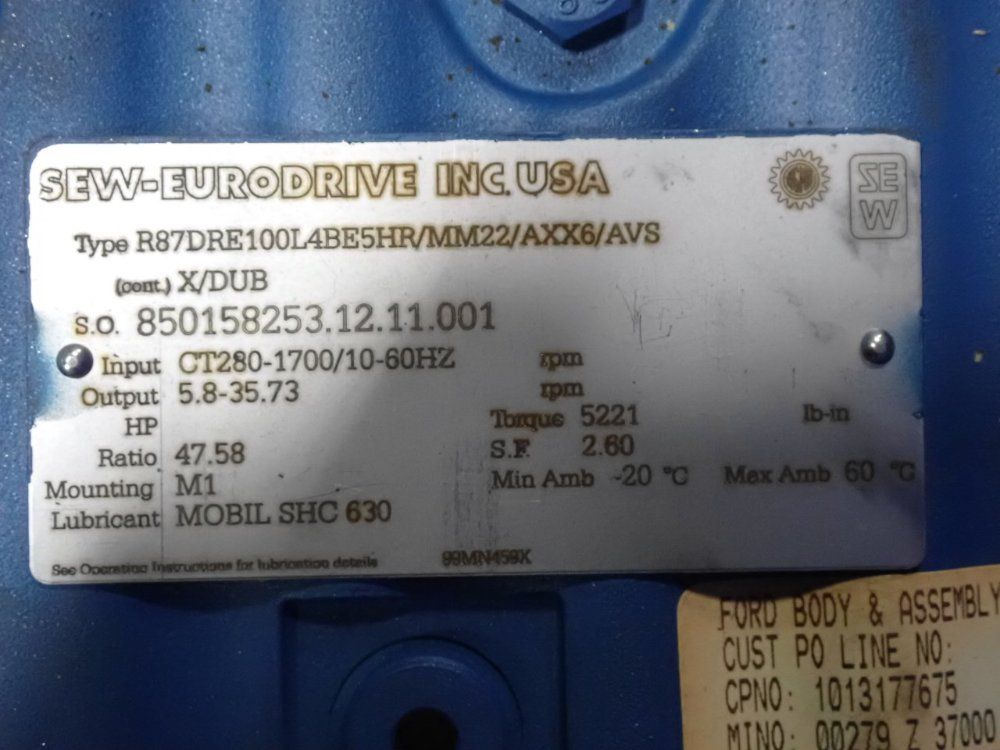 SEW-EURODRIVE INC. USA
SEW
Type R87DRE100L4BE5HR/MM22/AXX6/AVS
(cont.) X/DUB
S.O. 850158253.12.11.001
Input CT280-1700/10-60HZ rpm
Output 5.8-35.73 rpm
HP Torque 5221 lb-in
Ratio 47.58 S.F. 2.60
Mounting M1 Min Amb -20 °C Max Amb 60 °C
Lubricant MOBIL SHC 630
See Operating Instructions for lubrication details 99MN459X
FORD BODY & ASSEMBLY
CUST PO LINE NO:
CPNO: 1013177675
MINO: 00279 Z 37000